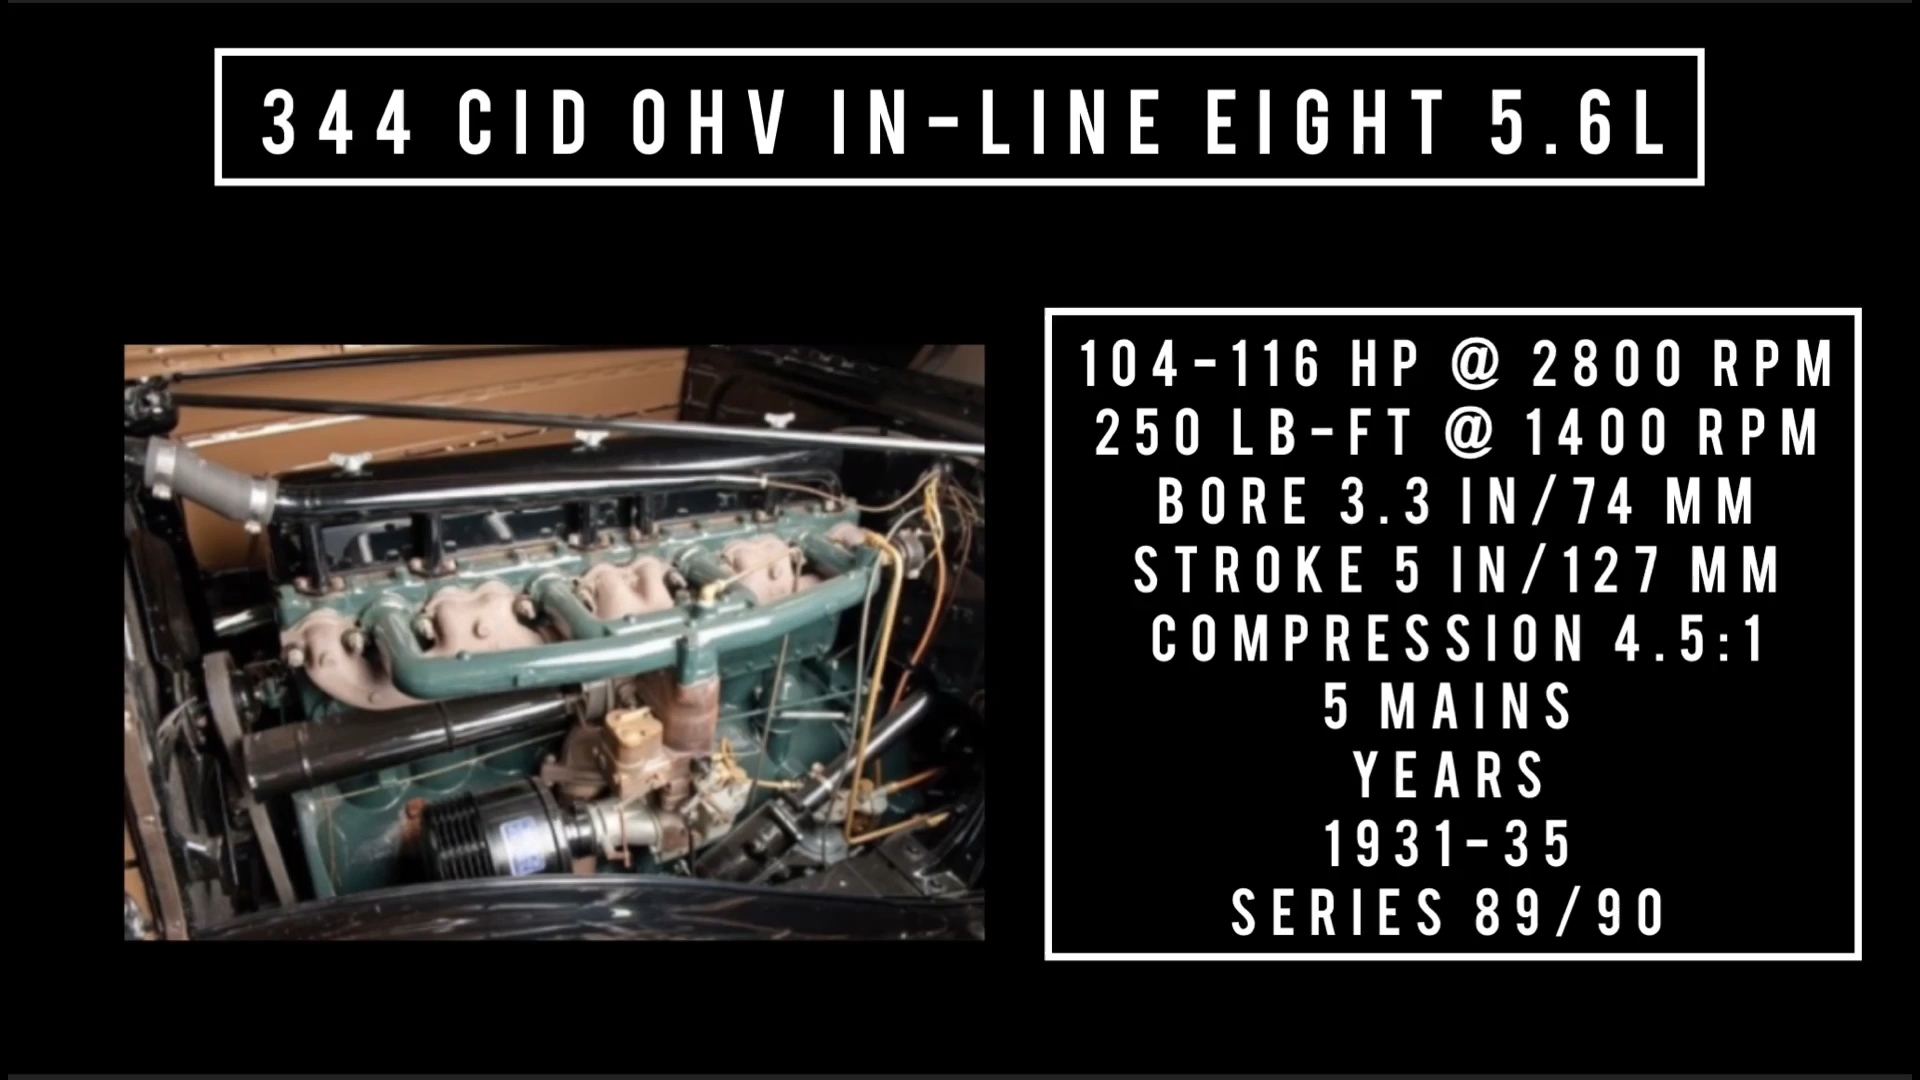 344 CID OHV IN-LINE EIGHT 5.6L
104-116 HP @ 2800 RPM
250 LB-FT @ 1400 RPM
BORE 3.3 IN/74 MM
STROKE 5 IN/127 MM
COMPRESSION 4.5:1
5 MAINS
YEARS
1931-35
SERIES 89/90